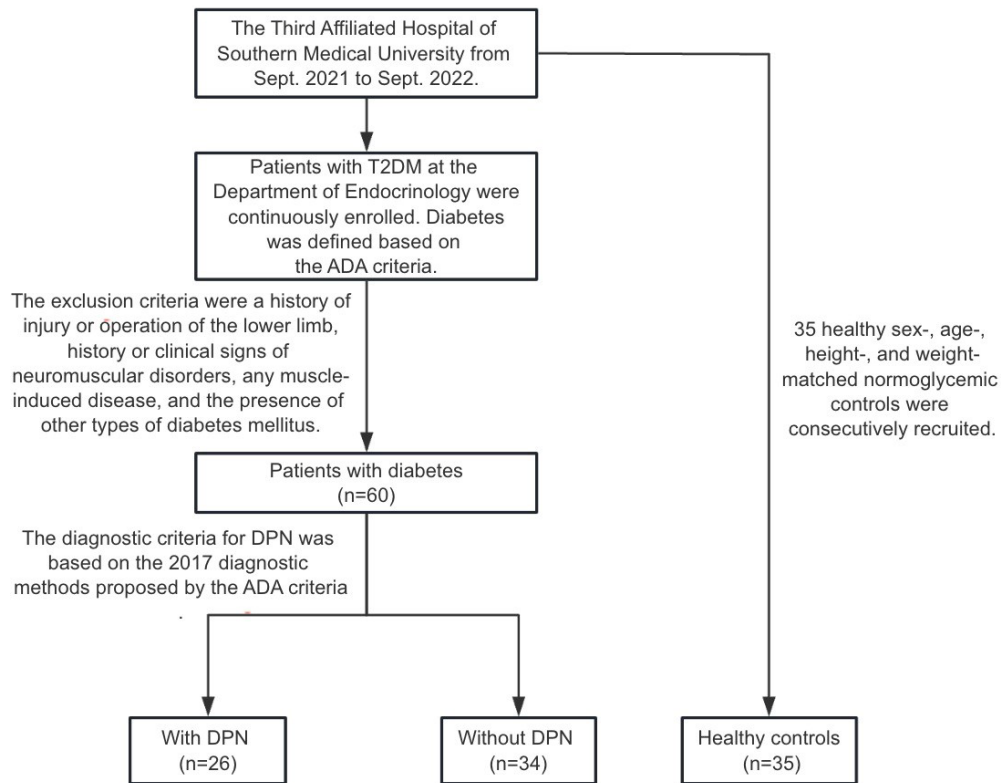 The Third Affiliated Hospital of
Southern Medical University from
Sept. 2021 to Sept. 2022.
Patients with T2DM at the
Department of Endocrinology were
continuously enrolled. Diabetes
was defined based on
the ADA criteria.
The exclusion criteria were a history of
injury or operation of the lower limb,
history or clinical signs of
neuromuscular disorders, any muscle-
induced disease, and the presence of
other types of diabetes mellitus.
35 healthy sex-, age-,
height-, and weight-
matched normoglycemic
controls were
consecutively recruited.
Patients with diabetes
(n=60)
The diagnostic criteria for DPN was
based on the 2017 diagnostic
methods proposed by the ADA criteria
.
With DPN
(n=26)
Without DPN
(n=34)
Healthy controls
(n=35)